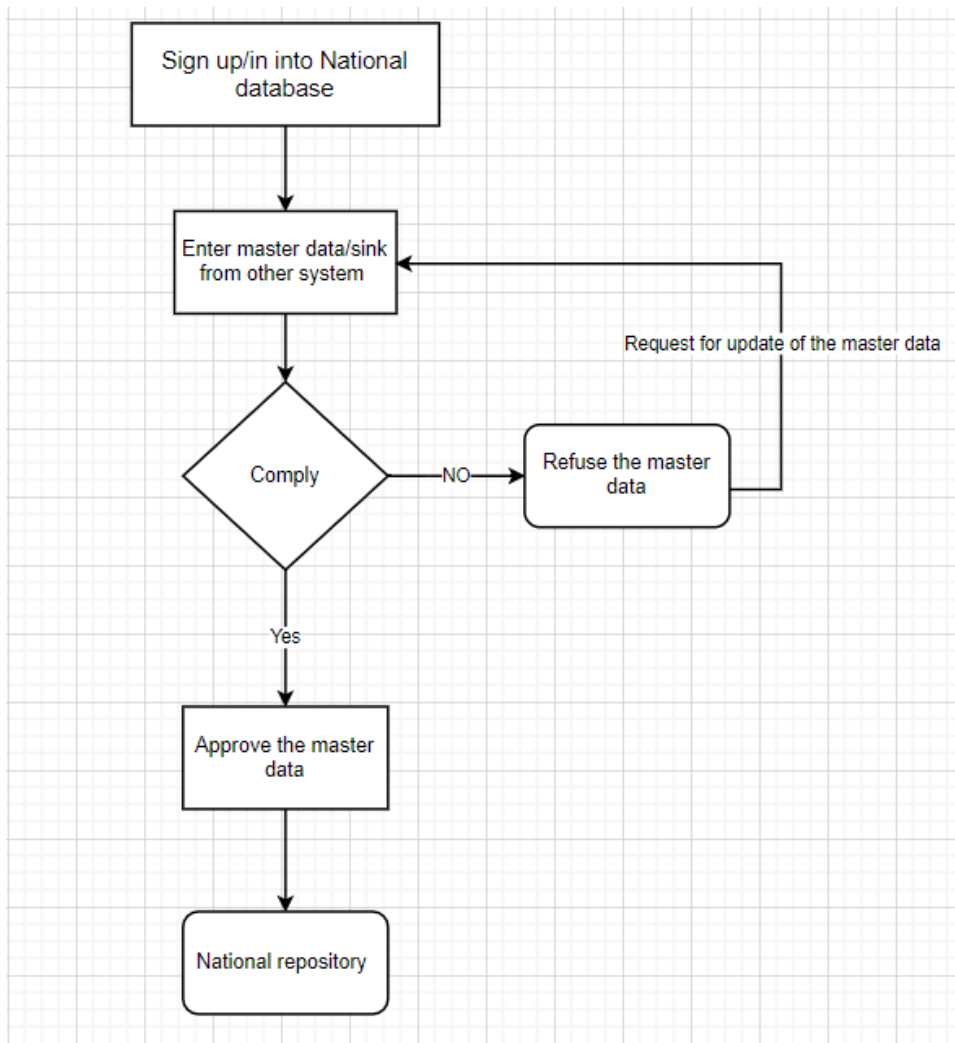 Sign up/in into National
database
Enter master data/sink
from other system
Request for update of the master data
Comply
NO
Refuse the master
data
Yes
Approve the master
data
National repository